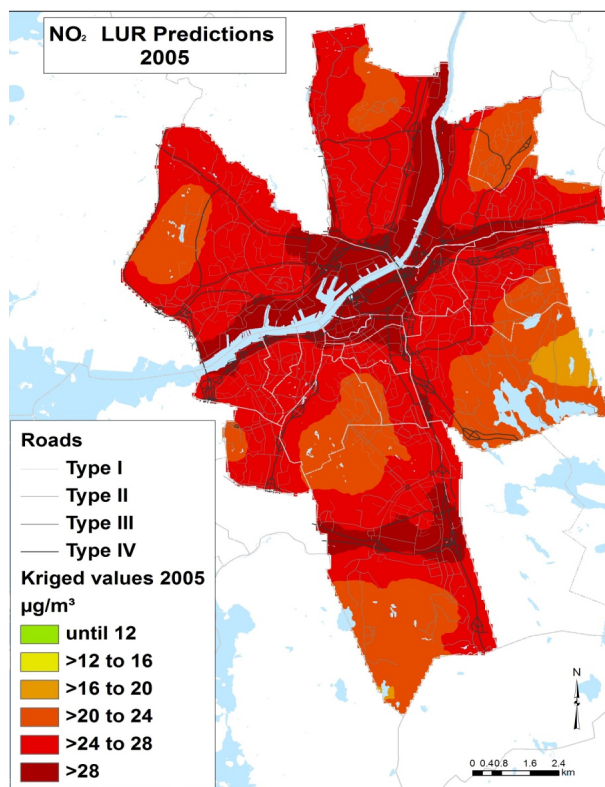 NO₂ LUR Predictions
2005
Roads
Type I
Type II
Type III
Type IV
Kriged values 2005
µg/m³
until 12
>12 to 16
>16 to 20
>20 to 24
>24 to 28
>28
N
0 0.40.8 1.6 2.4
km